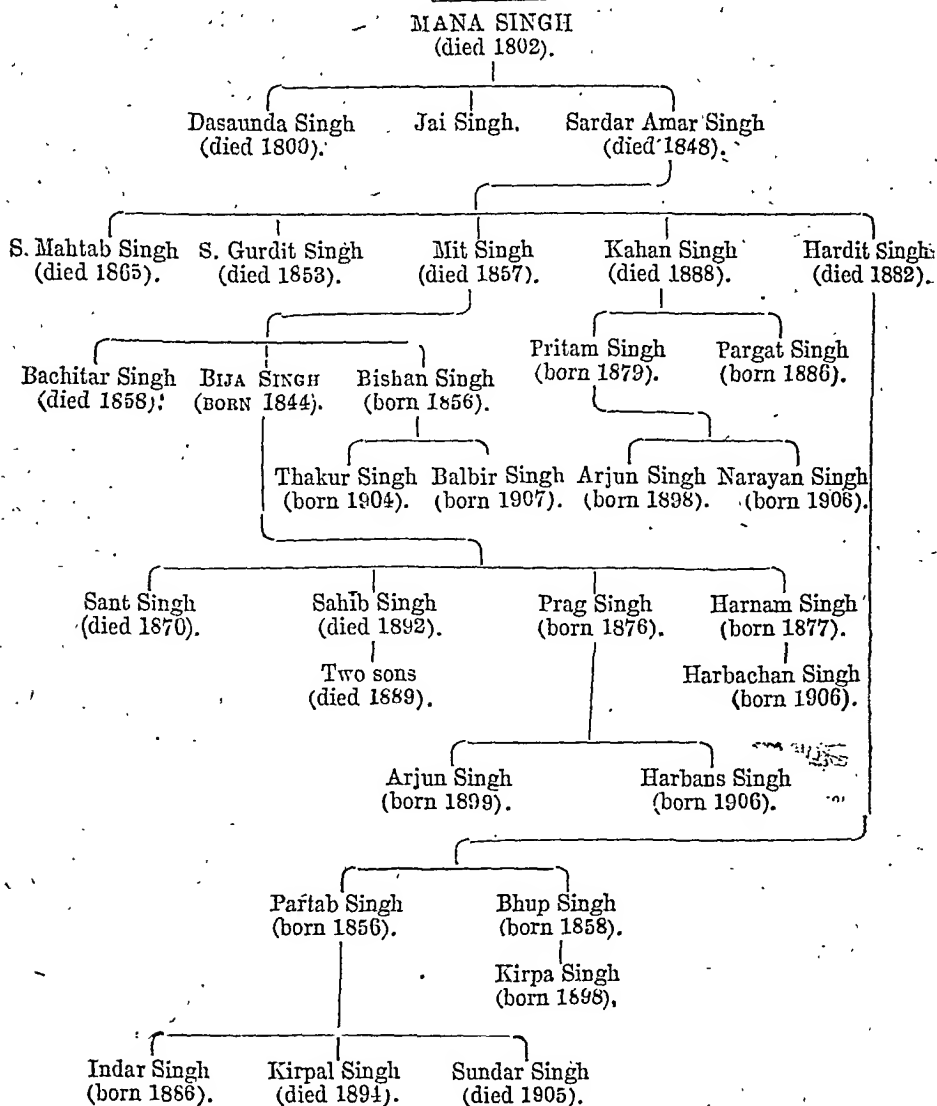 MANA SINGH
(died 1802).
Dasaunda Singh Jai Singh. Sardar Amar Singh
(died 1800). (died 1848).
S. Mahtab Singh S. Gurdit Singh Mit Singh Kahan Singh Hardit Singh
(died 1865). (died 1853). (died 1857). (died 1888). (died 1882).
Pritam Singh Pargat Singh
(born 1879). (born 1886).
Bachitar Singh BIJA SINGH Bishan Singh
(died 1858). (BORN 1844). (born 1856).
Thakur Singh Balbir Singh Arjun Singh Narayan Singh
(born 1904). (born 1907). (born 1898). (born 1906).
Sant Singh Sahib Singh Prag Singh Harnam Singh
(died 1870). (died 1892). (born 1876). (born 1877).
Two sons Harbachan Singh
(died 1889). (born 1906).
Arjun Singh Harbans Singh
(born 1899). (born 1906).
Partab Singh Bhup Singh
(born 1856). (born 1858).
Kirpa Singh
(born 1898).
Indar Singh Kirpal Singh Sundar Singh
(born 1886). (died 1894). (died 1905).